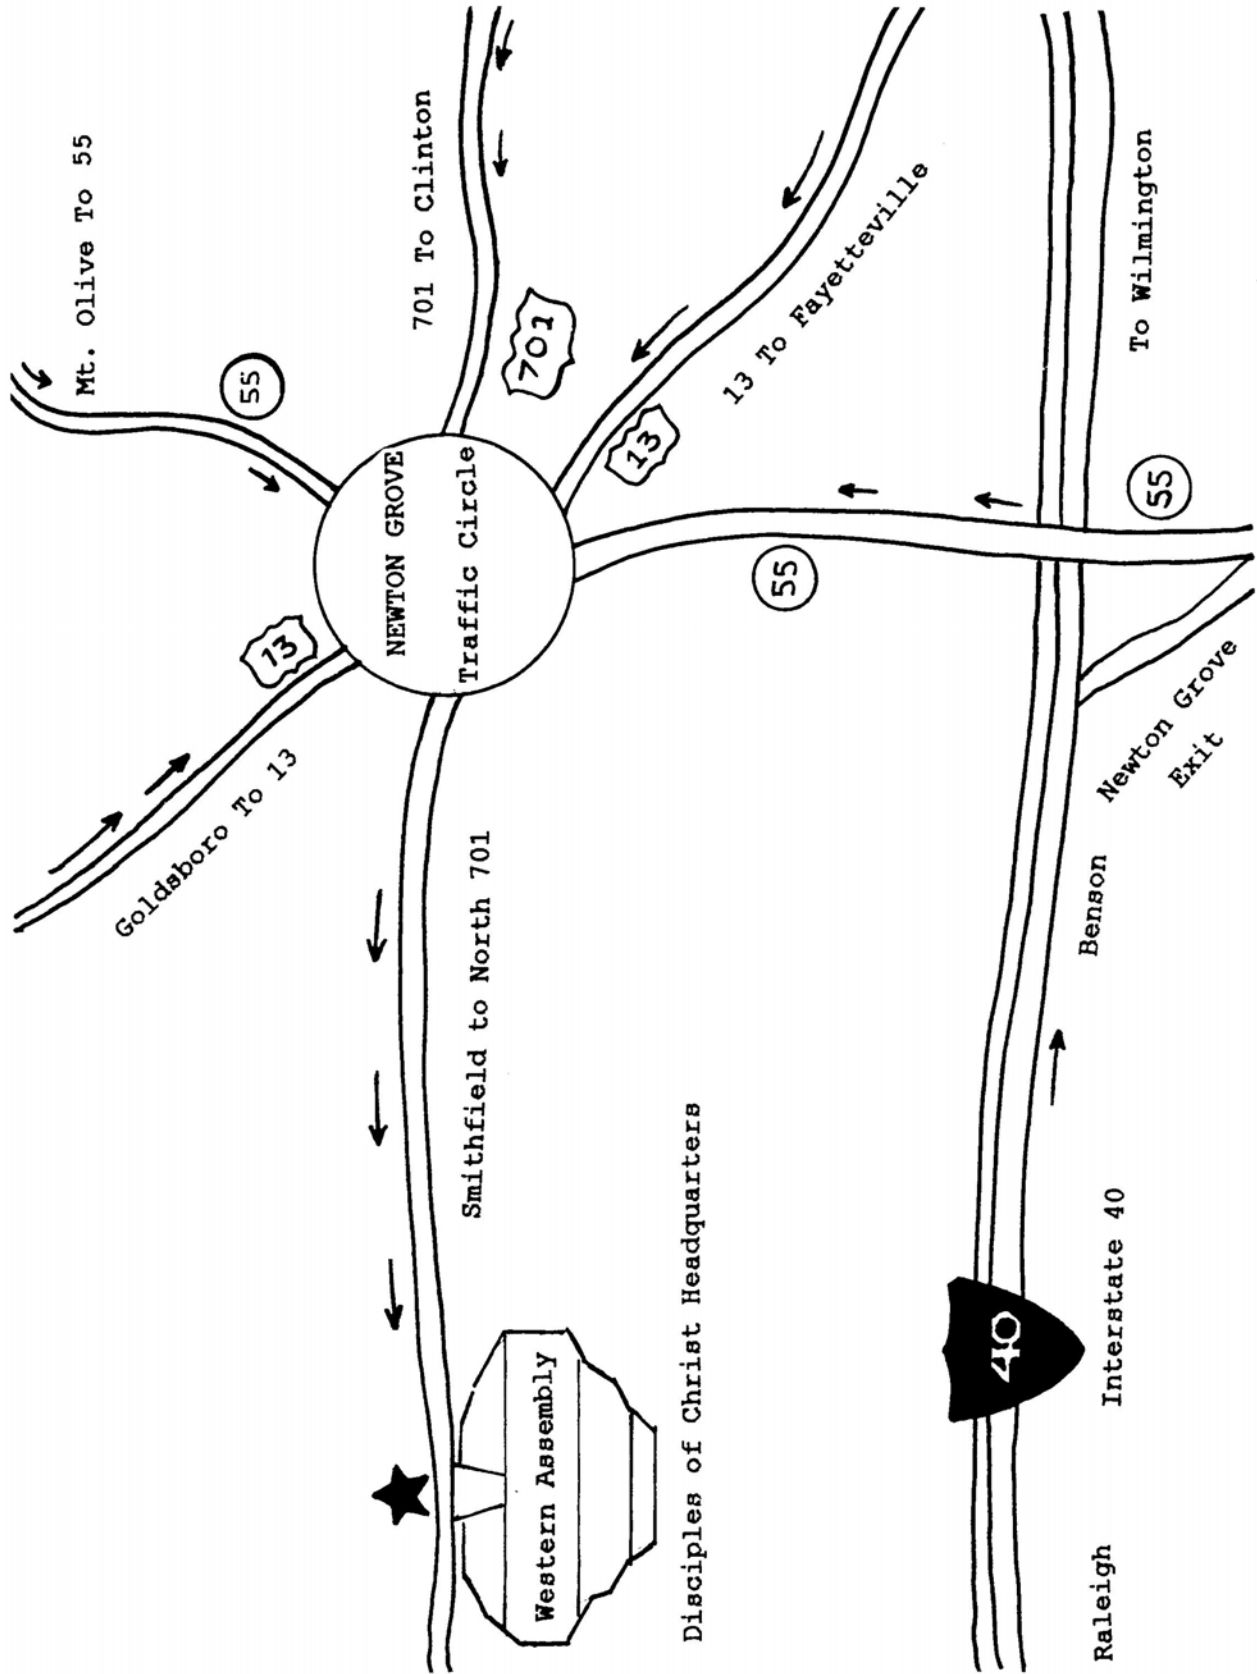 Mt. Olive To 55
55
701 To Clinton
701
13 To Fayetteville
13
NEWTON GROVE
Traffic Circle
13
Goldsboro To 13
Smithfield to North 701
Western Assembly
Disciples of Christ Headquarters
55
55
To Wilmington
Newton Grove
Exit
Benson
40
Interstate 40
Raleigh